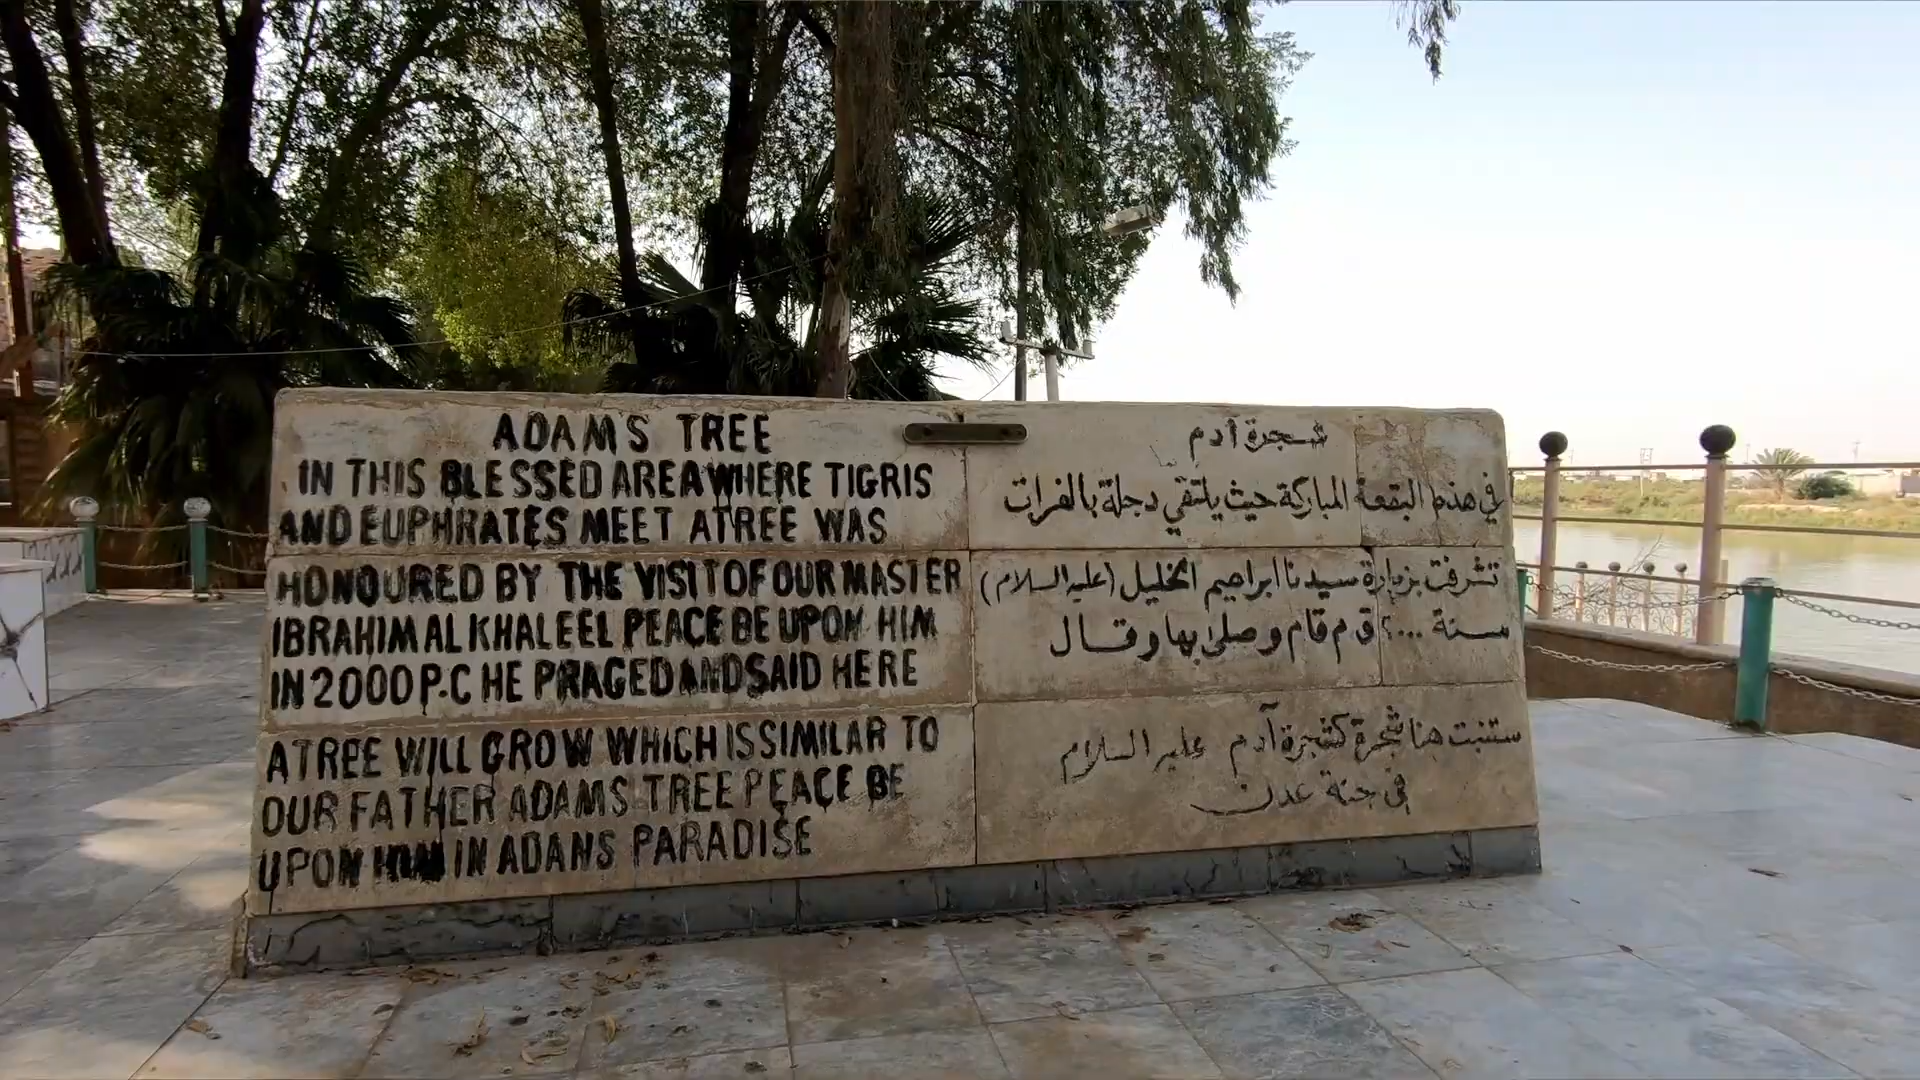 ADAMS TREE
IN THIS BLESSED AREA WHERE TIGRIS
AND EUPHRATES MEET A TREE WAS
HONOURED BY THE VISIT OF OUR MASTER
IBRAHIM AL KHALEEL PEACE BE UPON HIM
IN 2000 P.C HE PRAGED AND SAID HERE
A TREE WILL GROW WHICH IS SIMILAR TO
OUR FATHER ADAMS TREE PEACE BE
UPON HIM IN ADANS PARADISE
شجرة آدم
في هذه البقعة المباركة حيث يلتقي دجلة بالفرات
تشرفت بزيارة سيدنا ابراهيم الخليل (عليه السلام)
سنة ...٢ ق م قام وصلى بها وقال
ستنبت هنا شجرة كشجرة آدم عليه السلام
في جنة عدن